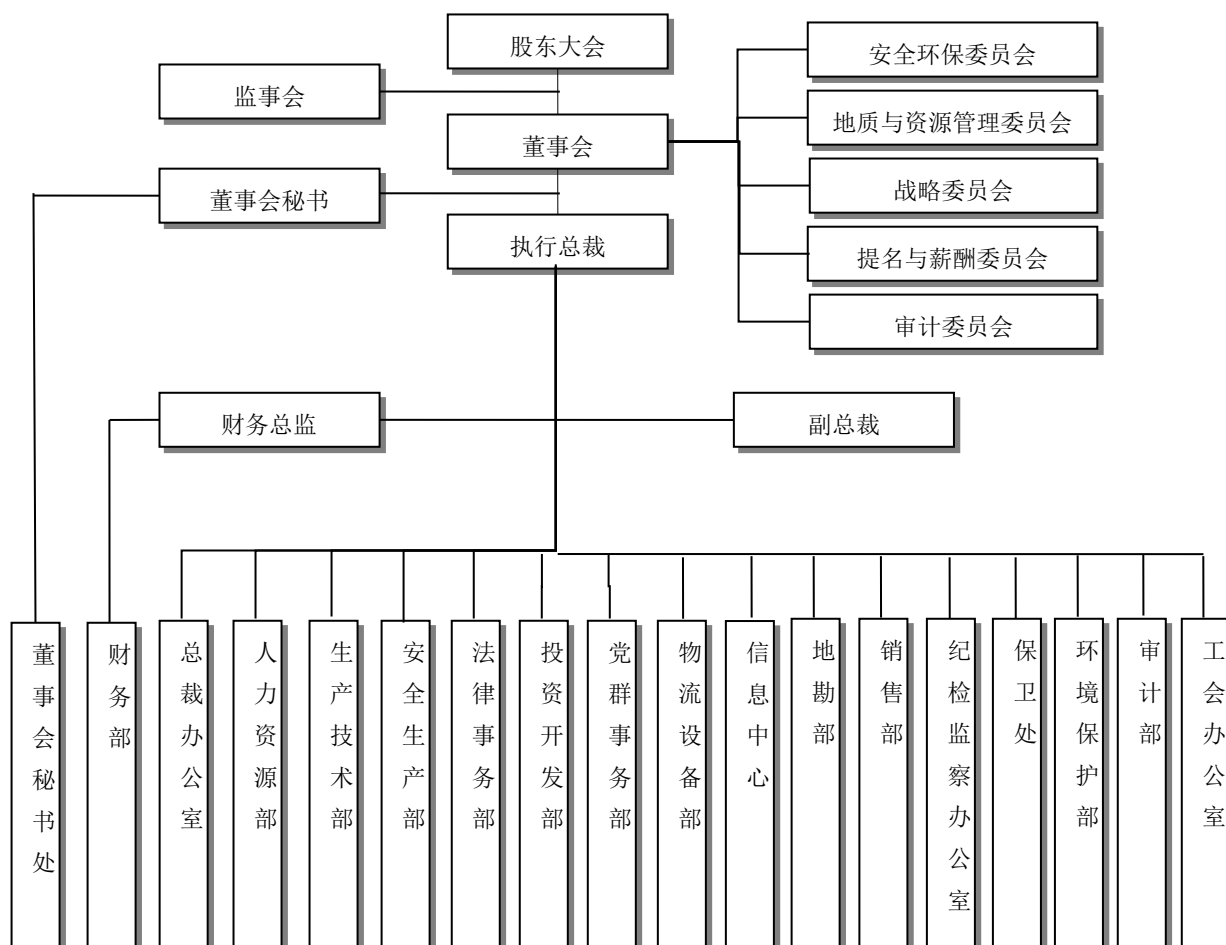 股东大会
安全环保委员会
监事会
地质与资源管理委员会
董事会
战略委员会
董事会秘书
执行总裁
提名与薪酬委员会
审计委员会
财务总监
副总裁
董事会秘书处
财务部
总裁办公室
人力资源部
生产技术部
安全生产部
法律事务部
投资开发部
党群事务部
物流设备部
信息中心
地勘部
销售部
纪检监察办公室
保卫处
环境保护部
审计部
工会办公室